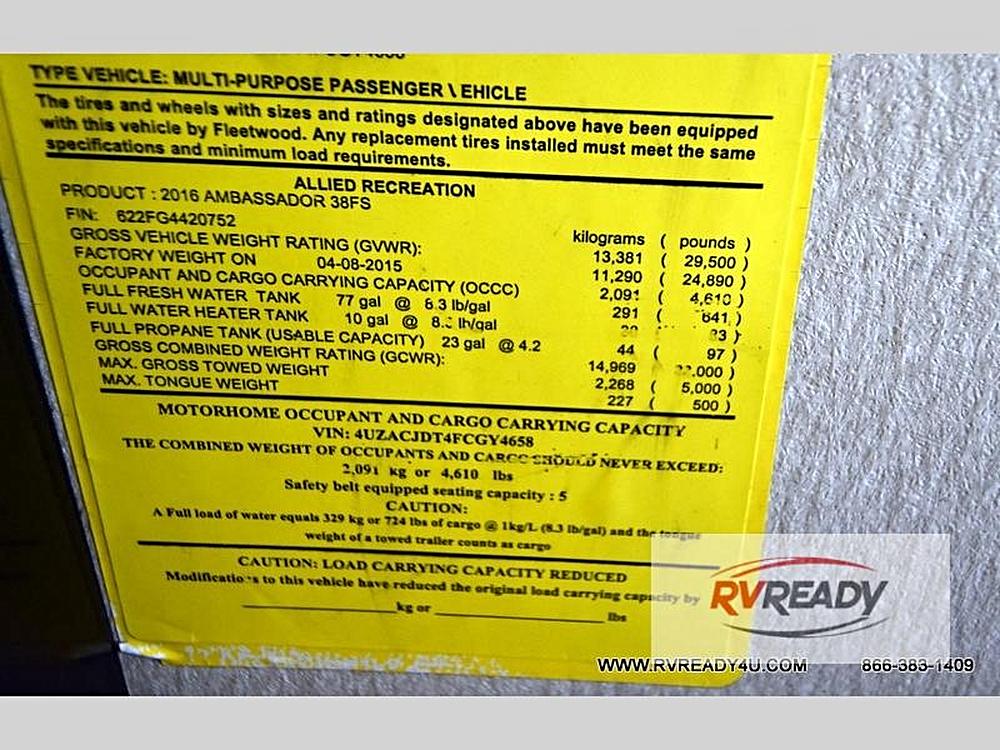 TYPE VEHICLE: MULTI-PURPOSE PASSENGER \ EHICLE
The tires and wheels with sizes and ratings designated above have been equipped
with this vehicle by Fleetwood. Any replacement tires installed must meet the same
specifications and minimum load requirements.
ALLIED RECREATION
PRODUCT : 2016 AMBASSADOR 38FS
FIN: 622FG4420752
kilograms ( pounds )
GROSS VEHICLE WEIGHT RATING (GVWR): 13,381 ( 29,500 )
FACTORY WEIGHT ON 04-08-2015 11,290 ( 24,890 )
OCCUPANT AND CARGO CARRYING CAPACITY (OCCC) 2,091 ( 4,610 )
FULL FRESH WATER TANK 77 gal @ 8.3 lb/gal 291 ( 641 )
FULL WATER HEATER TANK 10 gal @ lb/gal
FULL PROPANE TANK (USABLE CAPACITY) 23 gal @ 4.2 44 ( 97 )
GROSS COMBINED WEIGHT RATING (GCWR): 14,969
MAX. GROSS TOWED WEIGHT 2,268 ( 5,000 )
MAX. TONGUE WEIGHT 227 ( 500 )
MOTORHOME OCCUPANT AND CARGO CARRYING CAPACITY
VIN: 4UZACJDT4FCGY4658
THE COMBINED WEIGHT OF OCCUPANTS AND CARGO SHOULD NEVER EXCEED:
2,091 kg or 4,610 lbs
Safety belt equipped seating capacity : 5
CAUTION:
A Full load of water equals 329 kg or 724 lbs of cargo @ 1kg/L (8.3 lb/gal) and the tongue
weight of a towed trailer counts as cargo
CAUTION: LOAD CARRYING CAPACITY REDUCED
Modifications to this vehicle have reduced the original load carrying capacity by
kg or lbs
RVREADY
WWW.RVREADY4U.COM 866-383-1409